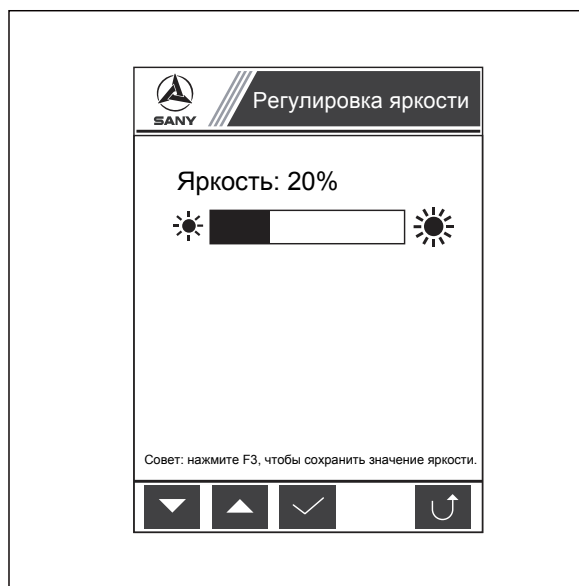 SANY
Регулировка яркости
Яркость: 20%
Совет: нажмите F3, чтобы сохранить значение яркости.